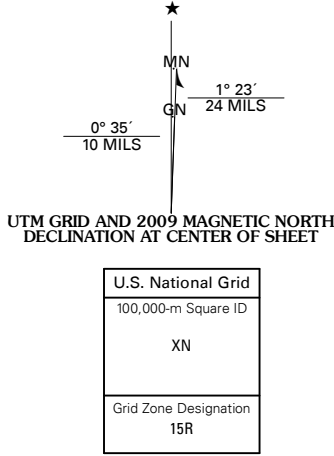 ★
MN
1° 23´
24 MILS
GN
0° 35´
10 MILS
UTM GRID AND 2009 MAGNETIC NORTH
DECLINATION AT CENTER OF SHEET
U.S. National Grid
100,000-m Square ID
XN
Grid Zone Designation
15R